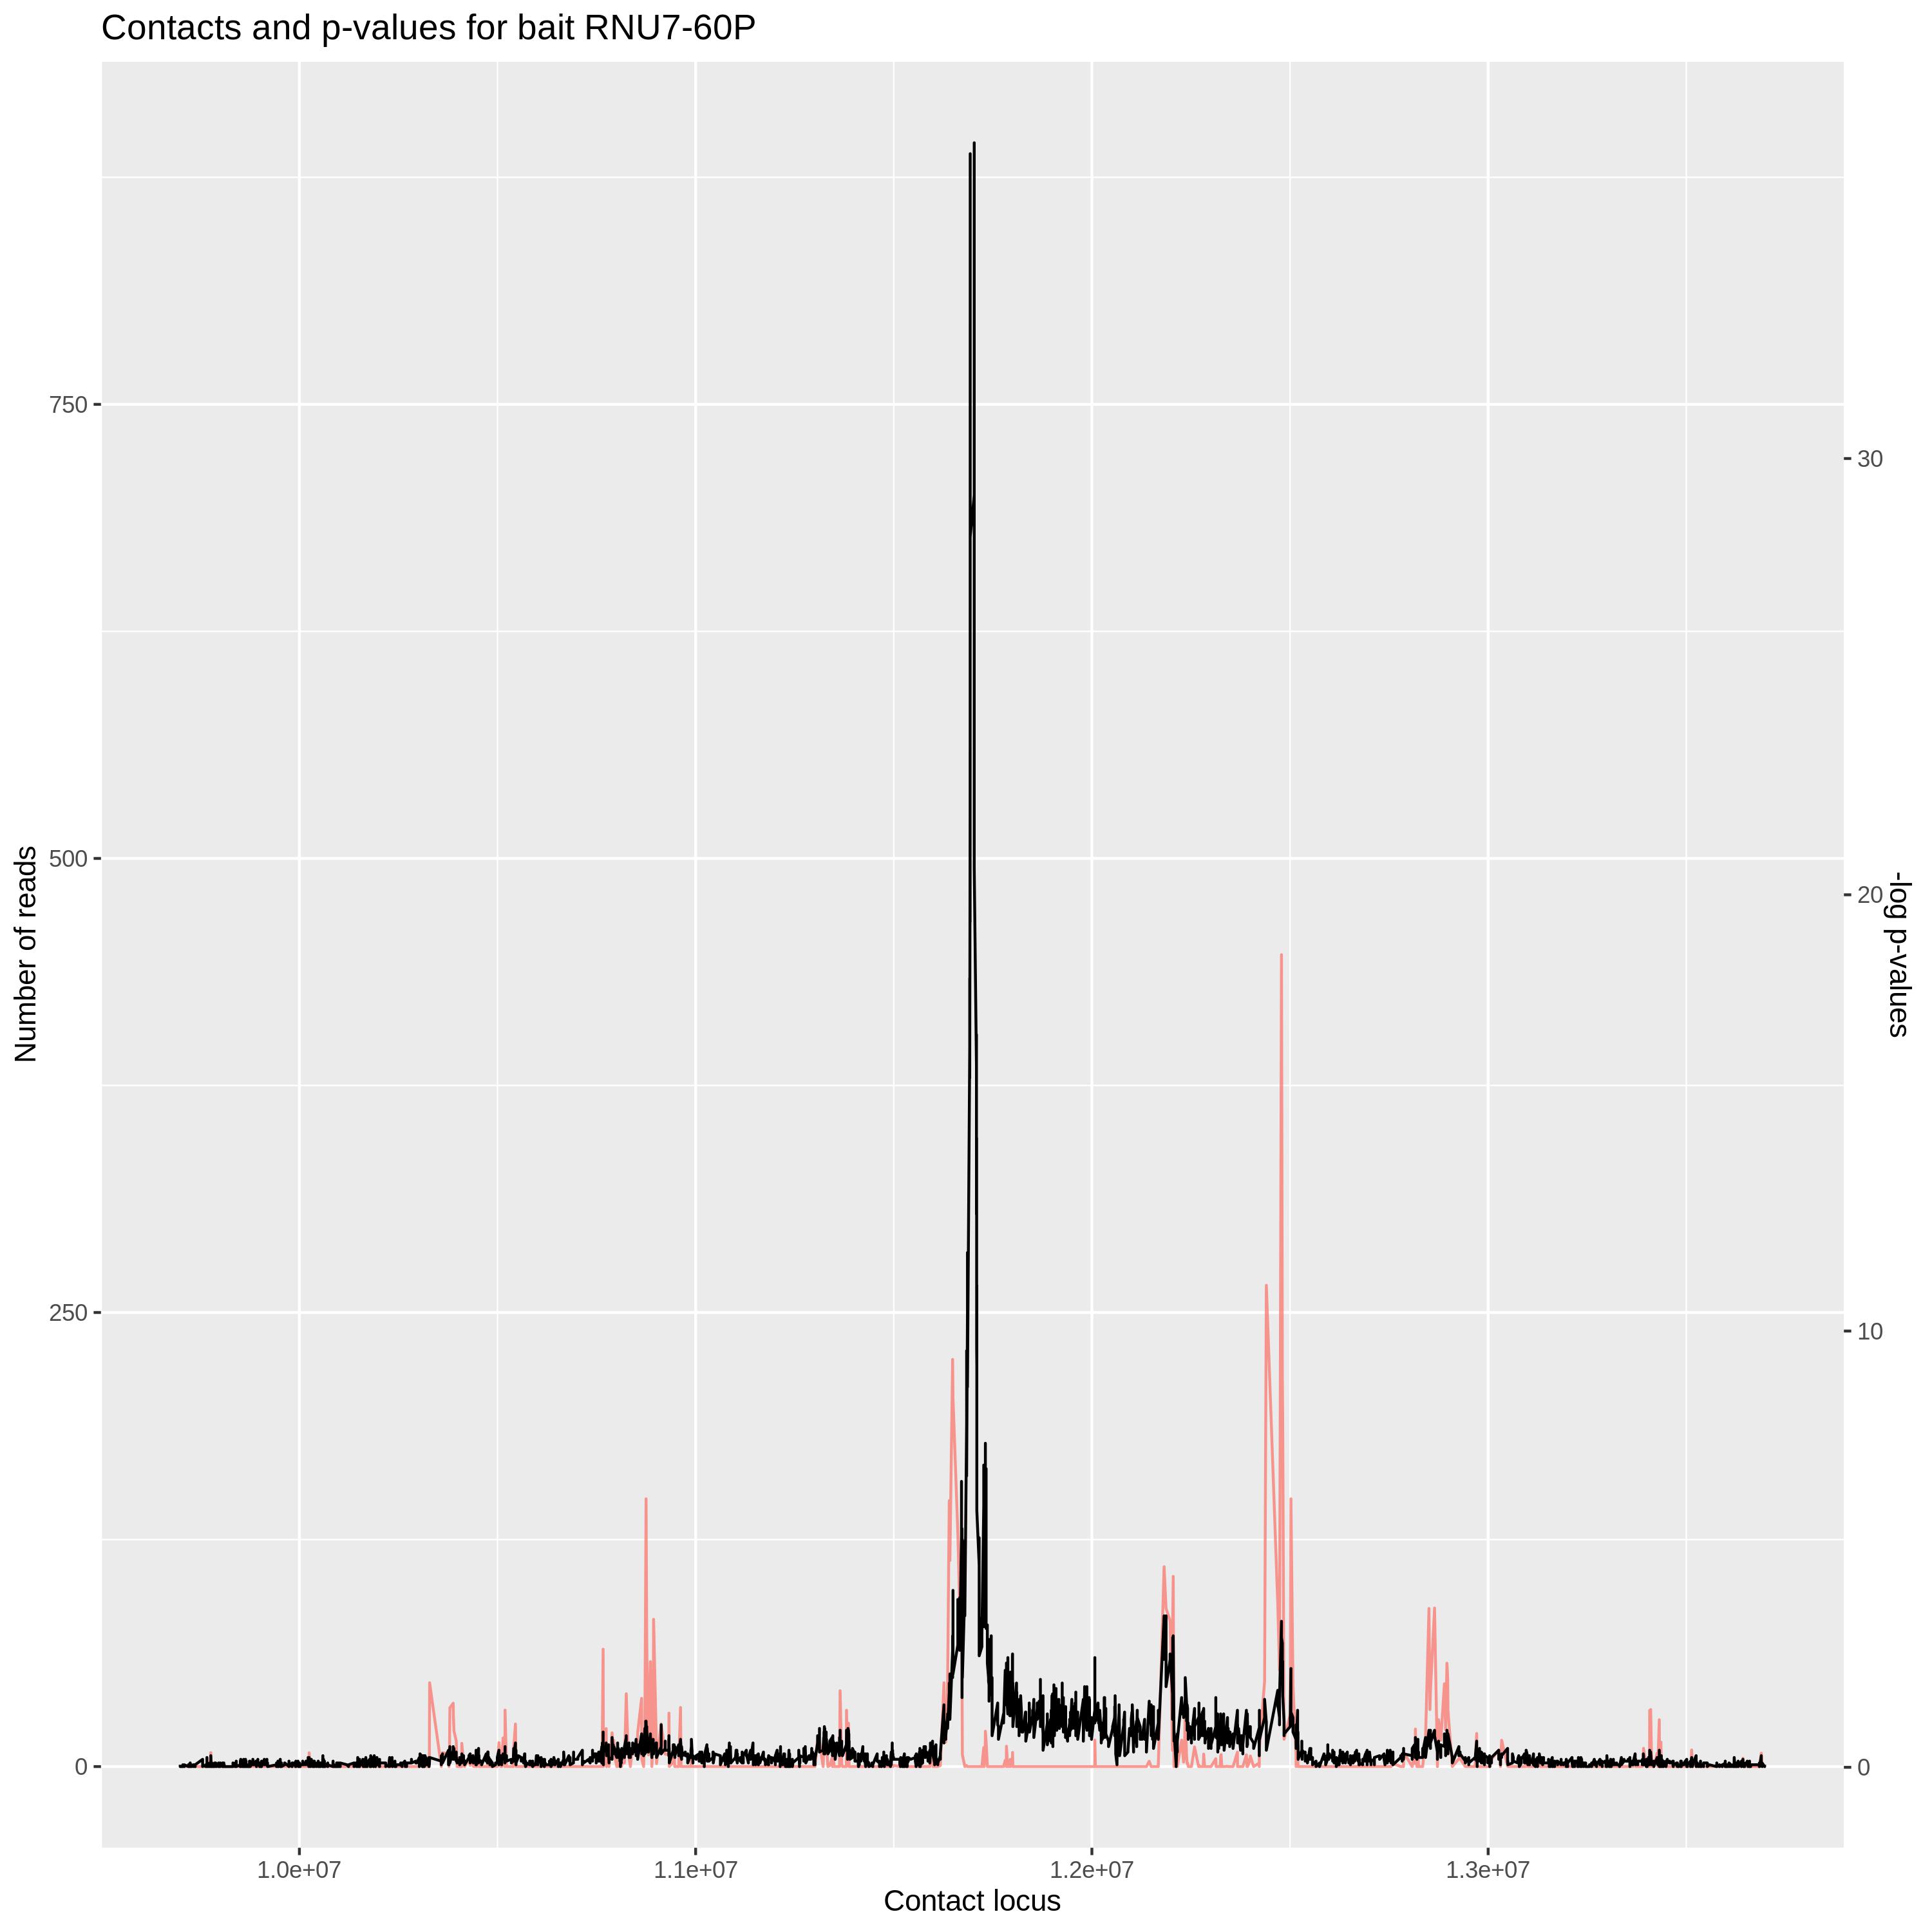 Contacts and p-values for bait RNU7-60P
750
500
250
0
Number of reads
30
20
10
0
-log p-values
1.0e+07
1.1e+07
1.2e+07
1.3e+07
Contact locus